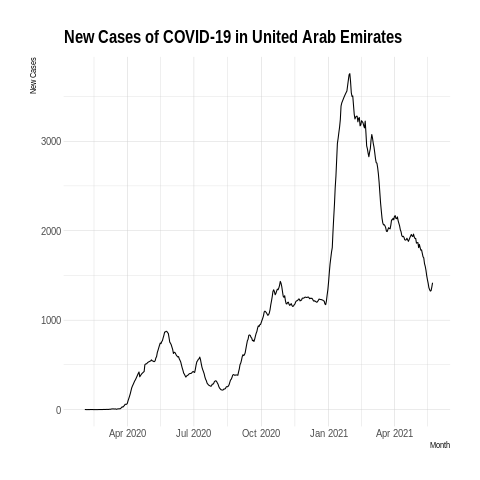 New Cases of COVID-19 in United Arab Emirates
New Cases
3000
2000
1000
0
Apr 2020 Jul 2020 Oct 2020 Jan 2021 Apr 2021
Month